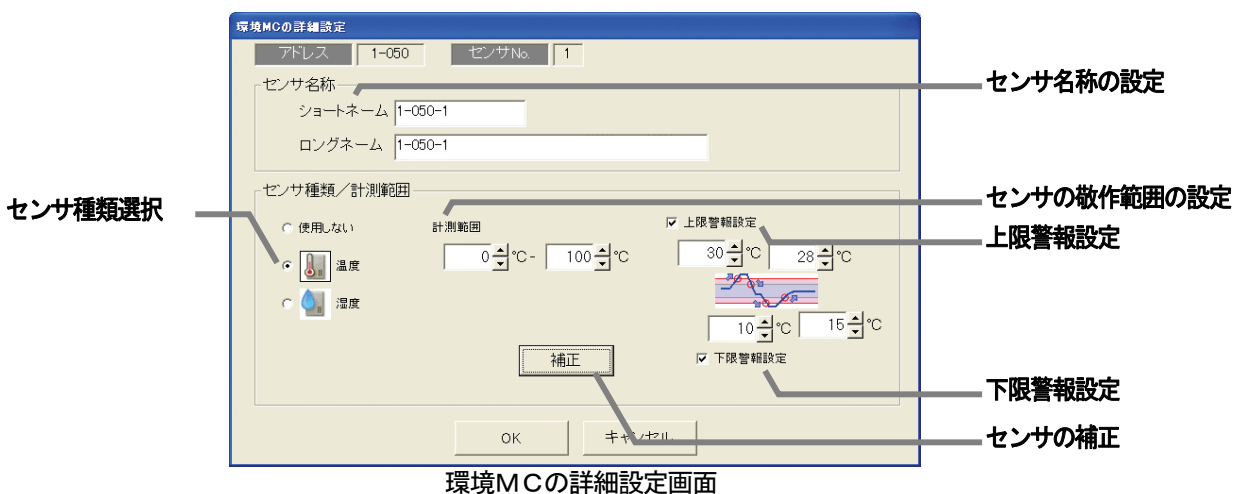 環境MCの詳細設定
アドレス 1-050 センサNo. 1
センサ名称
センサ名称の設定
ショートネーム 1-050-1
ロングネーム 1-050-1
センサ種類/計測範囲
センサの敬作範囲の設定
センサ種類選択
使用しない 計測範囲 上限警報設定
上限警報設定
温度 0 ℃- 100 ℃ 30 ℃ 28 ℃
湿度
10 ℃ 15 ℃
補正 下限警報設定
下限警報設定
OK キャンセル
センサの補正
環境MCの詳細設定画面